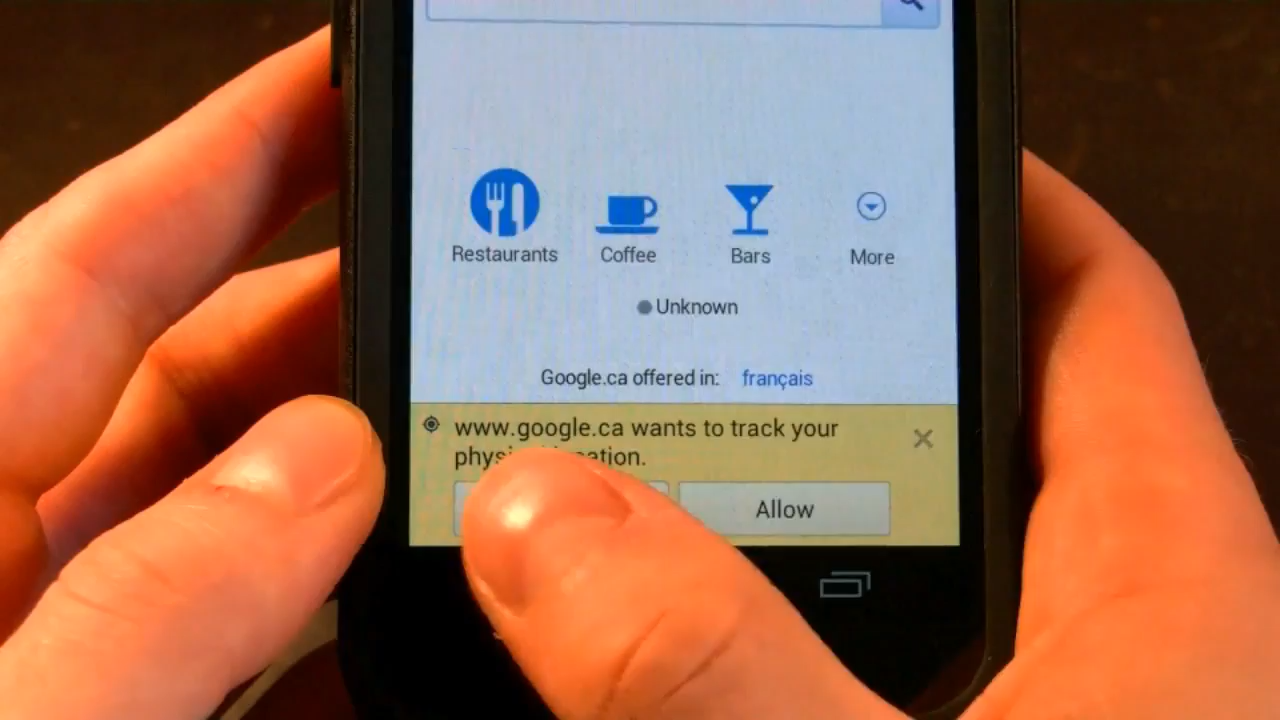 Restaurants Coffee Bars More
Unknown
Google.ca offered in: français
www.google.ca wants to track your
Allow